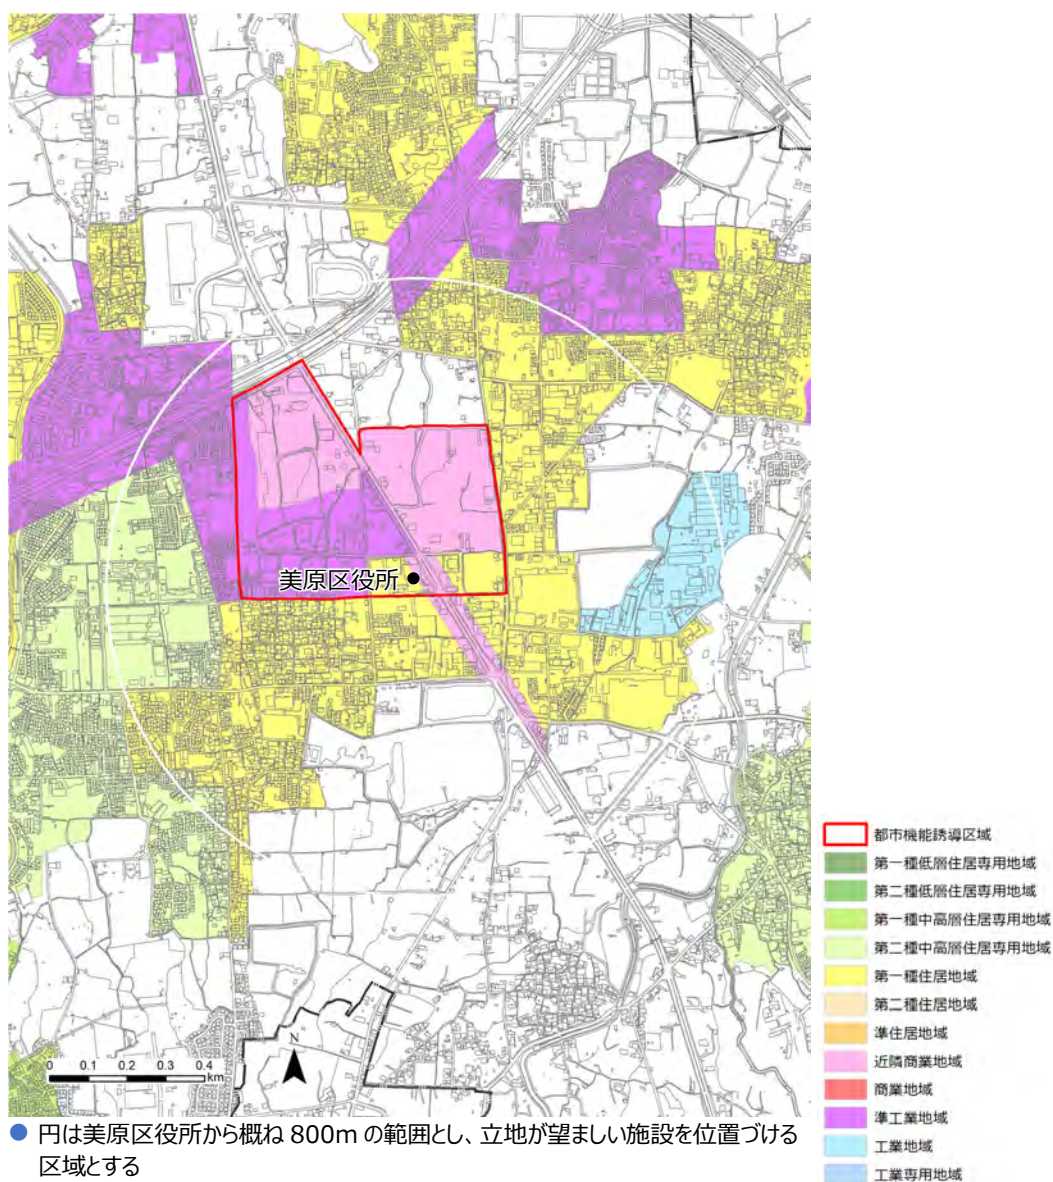 美原区役所
都市機能誘導区域
第一種低層住居専用地域
第二種低層住居専用地域
第一種中高層住居専用地域
第二種中高層住居専用地域
第一種住居地域
第二種住居地域
準住居地域
近隣商業地域
商業地域
準工業地域
工業地域
工業専用地域
N
0 0.1 0.2 0.3 0.4
km
● 円は美原区役所から概ね 800m の範囲とし、立地が望ましい施設を位置づける
区域とする